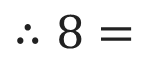 ∴ 8 =